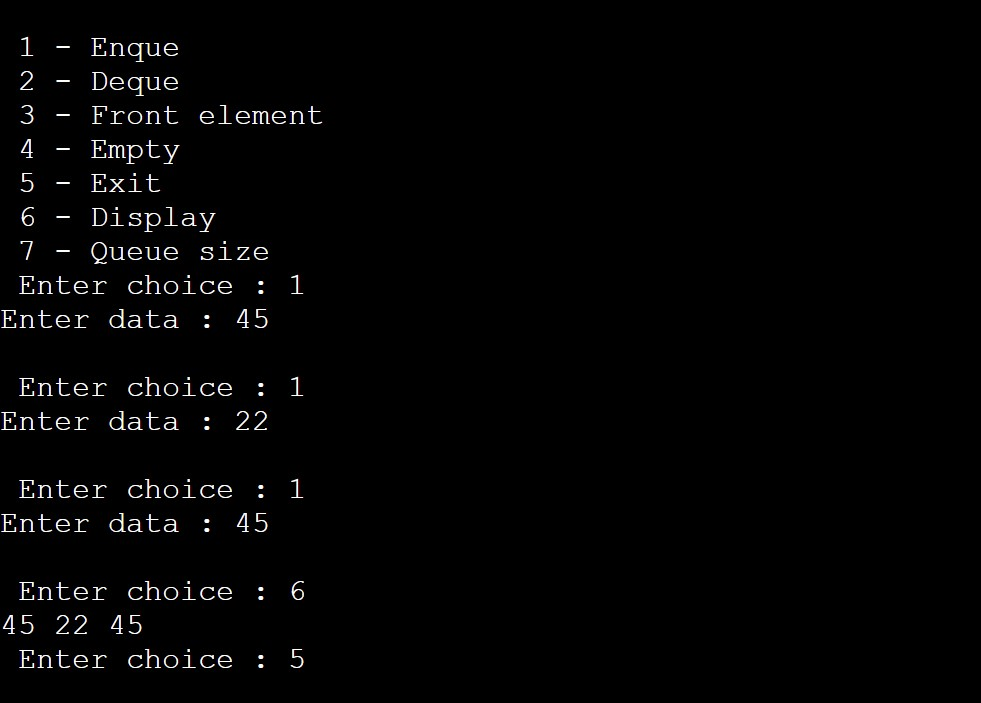 1 - Enque
2 - Deque
3 - Front element
4 - Empty
5 - Exit
6 - Display
7 - Queue size
Enter choice : 1
Enter data : 45
Enter choice : 1
Enter data : 22
Enter choice : 1
Enter data : 45
Enter choice : 6
45 22 45
Enter choice : 5